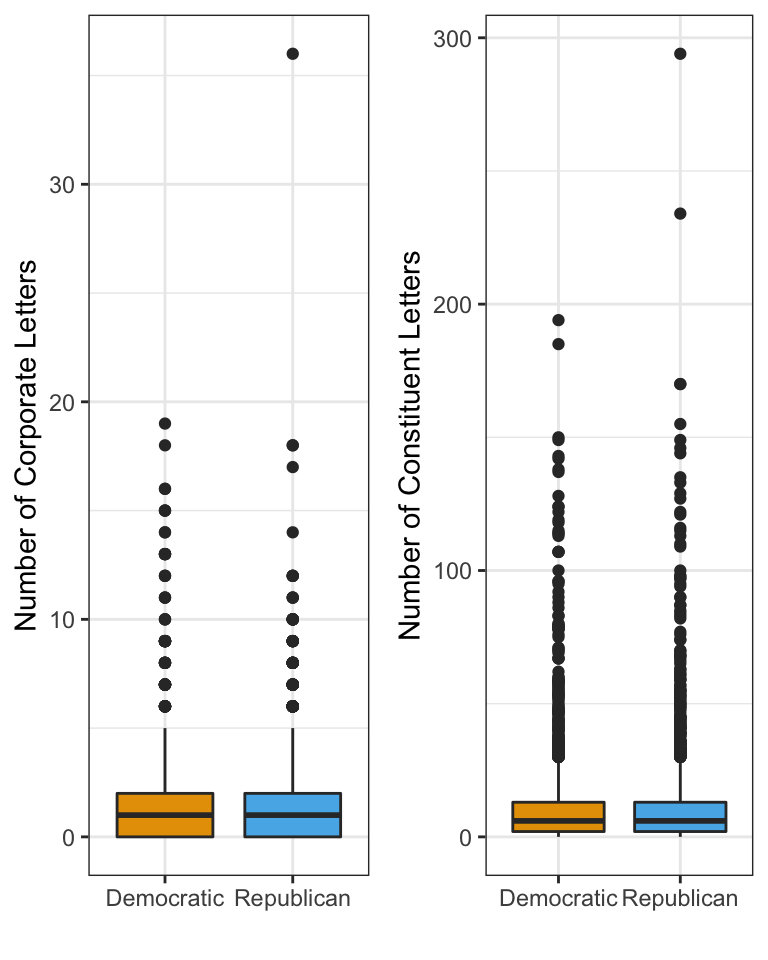 Number of Corporate Letters
30
20
10
0
Democratic Republican
Number of Constituent Letters
300
200
100
0
Democratic Republican